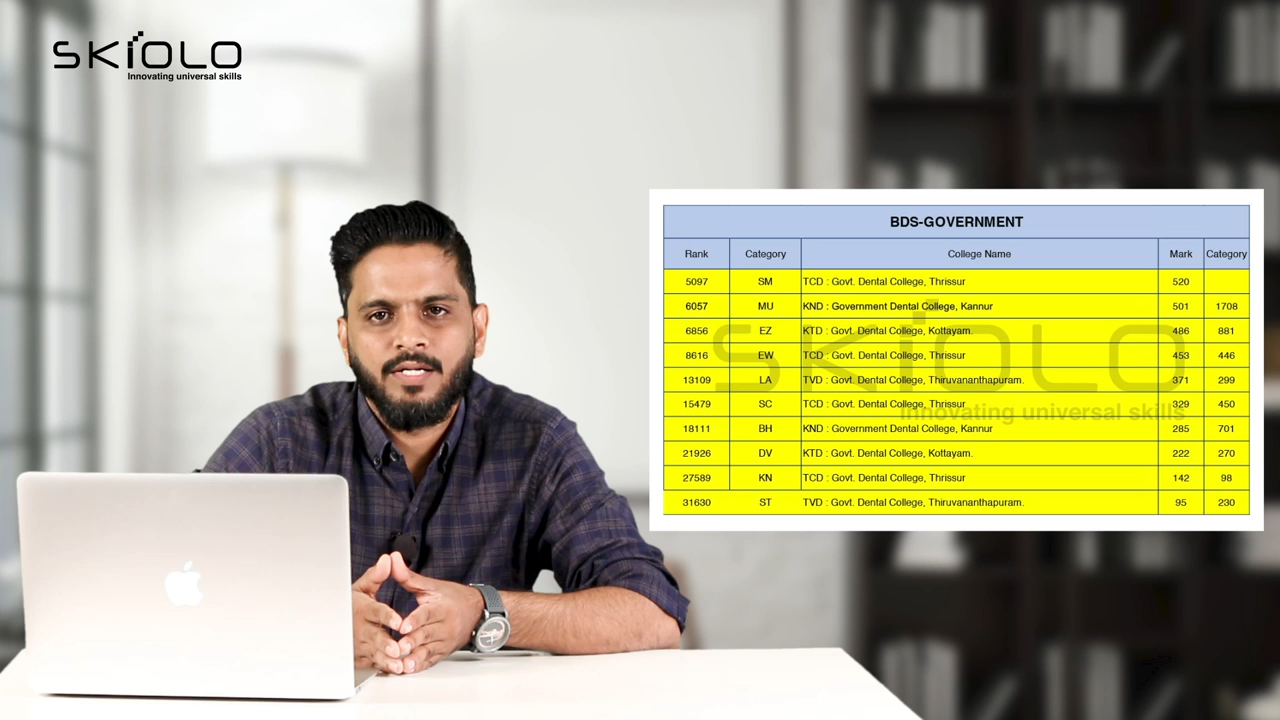 SKIOLO
Innovating universal skills
BDS-GOVERNMENT
Rank Category College Name Mark Category
5097 SM TCD : Govt. Dental College, Thrissur 520
6057 MU KND : Government Dental College, Kannur 501 1708
6856 EZ KTD : Govt. Dental College, Kottayam. 486 881
8616 EW TCD : Govt. Dental College, Thrissur 453 446
13109 LA TVD : Govt. Dental College, Thiruvananthapuram. 371 299
15479 SC TCD : Govt. Dental College, Thrissur 329 450
18111 BH KND : Government Dental College, Kannur 285 701
21926 DV KTD : Govt. Dental College, Kottayam. 222 270
27589 KN TCD : Govt. Dental College, Thrissur 142 98
31630 ST TVD : Govt. Dental College, Thiruvananthapuram. 95 230
SKIOLO
Innovating universal skills